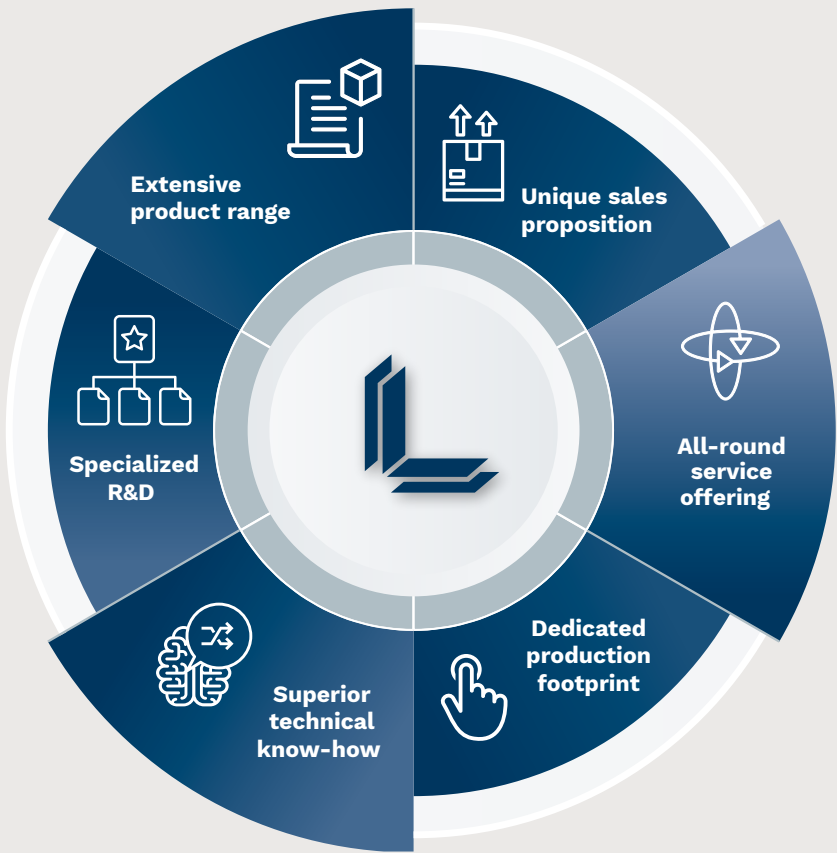 Extensive
product range
Unique sales
proposition
All-round
service
offering
Dedicated
production
footprint
Superior
technical
know-how
Specialized
R&D